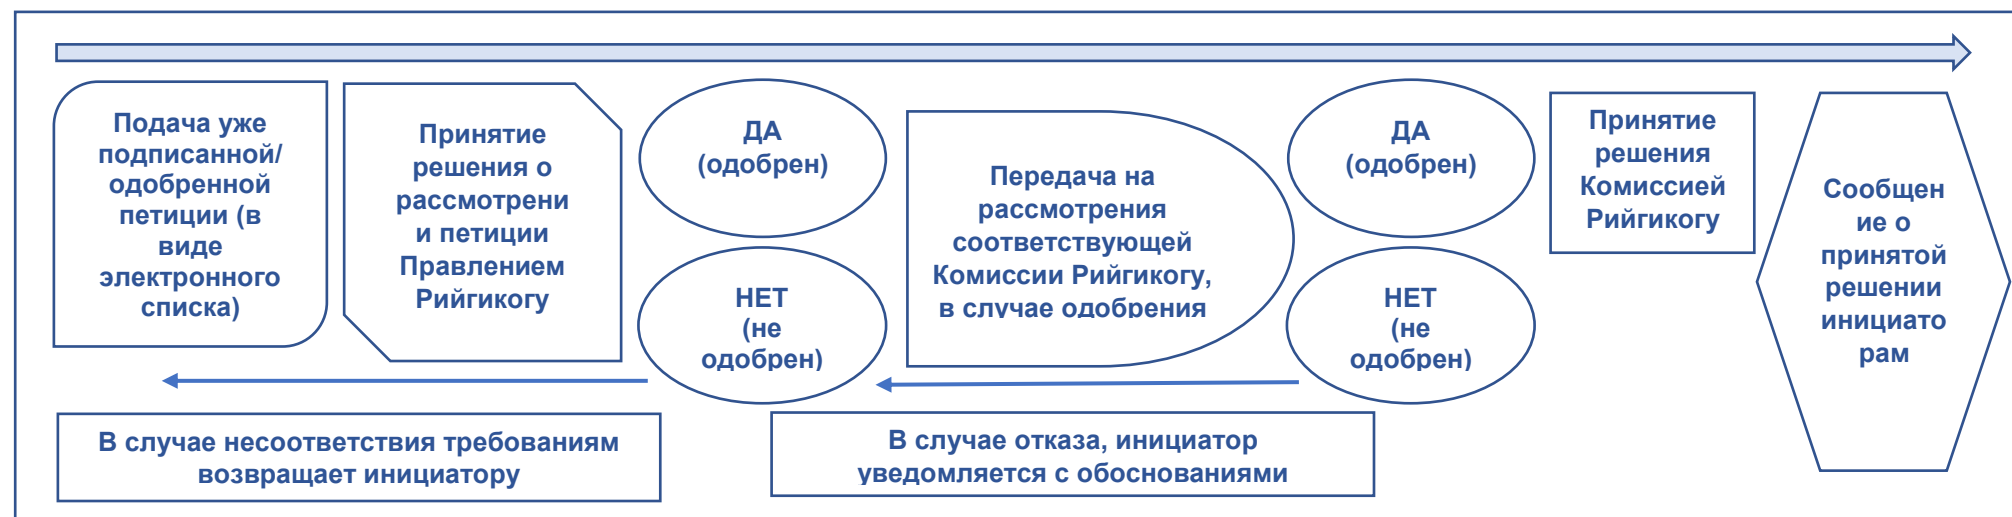 Подача уже
подписанной/
одобренной
петиции (в
виде
электронного
списка)
Принятие
решения о
рассмотрени
и петиции
Правлением
Рийгикогу
ДА
(одобрен)
НЕТ
(не
одобрен)
Передача на
рассмотрения
соответствующей
Комиссии Рийгикогу,
в случае одобрения
ДА
(одобрен)
НЕТ
(не
одобрен)
Принятие
решения
Комиссией
Рийгикогу
Сообщен
ие о
принятой
решении
инициато
рам
В случае несоответствия требованиям
возвращает инициатору
В случае отказа, инициатор
уведомляется с обоснованиями